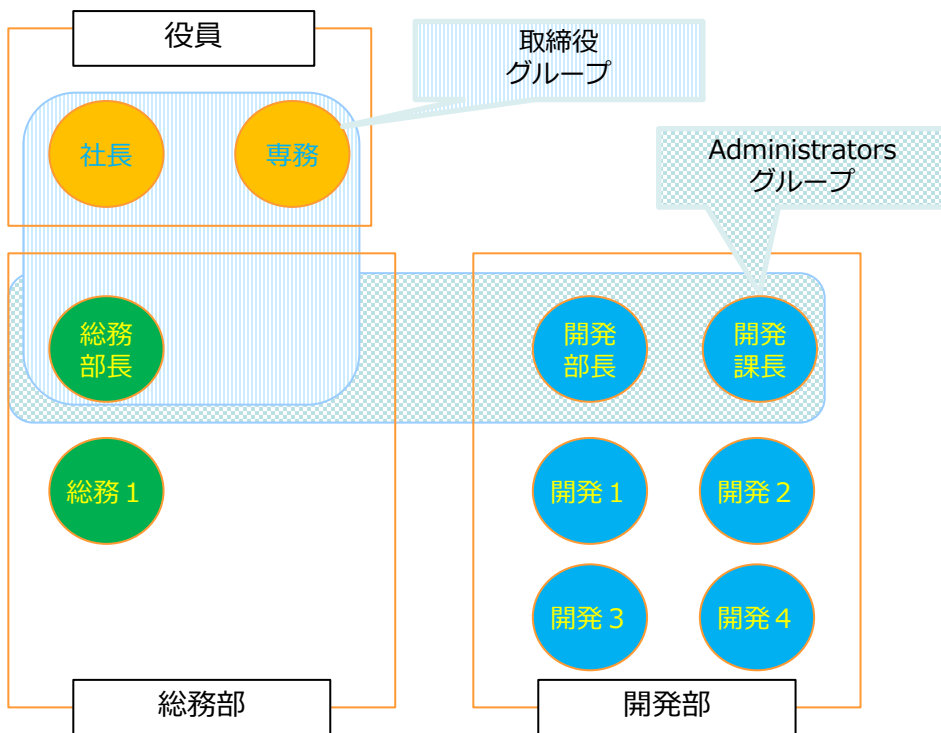 役員
取締役
グループ
社長
専務
Administrators
グループ
総務
部長
開発
部長
開発
課長
総務１
開発１
開発２
開発３
開発４
総務部
開発部